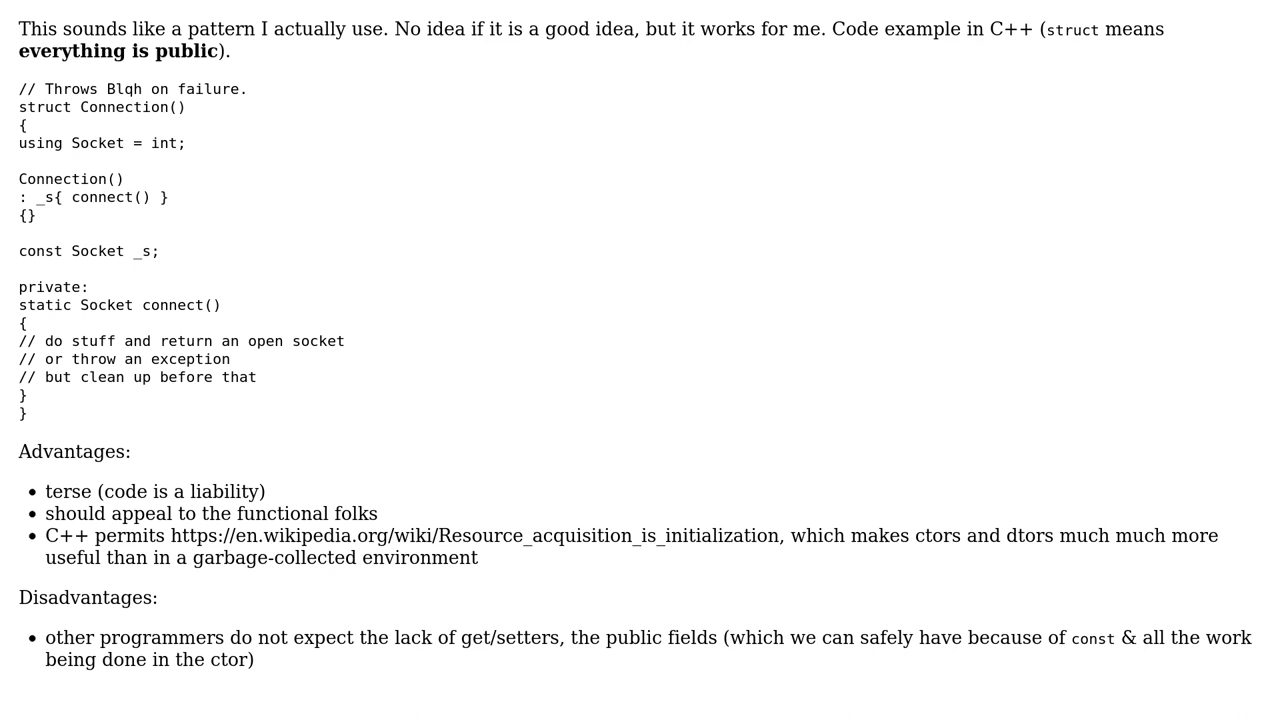 This sounds like a pattern I actually use. No idea if it is a good idea, but it works for me. Code example in C++ (struct means
everything is public).
// Throws Blqh on failure.
struct Connection()
{
using Socket = int;
Connection()
: _s{ connect() }
{}
const Socket _s;
private:
static Socket connect()
{
// do stuff and return an open socket
// or throw an exception
// but clean up before that
}
}
Advantages:
• terse (code is a liability)
• should appeal to the functional folks
• C++ permits https://en.wikipedia.org/wiki/Resource_acquisition_is_initialization, which makes ctors and dtors much much more
useful than in a garbage-collected environment
Disadvantages:
• other programmers do not expect the lack of get/setters, the public fields (which we can safely have because of const & all the work
being done in the ctor)